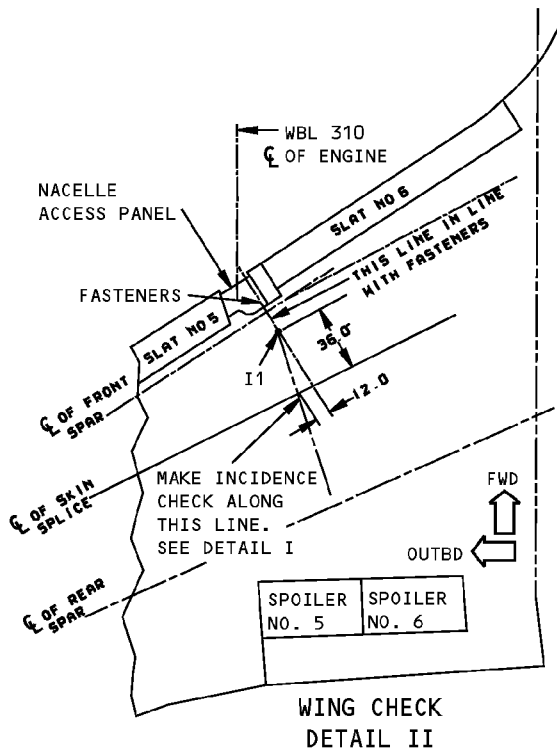 WBL 310
℄ OF ENGINE
NACELLE
ACCESS PANEL
SLAT NO 6
THIS LINE IN LINE
WITH FASTENERS
FASTENERS
SLAT NO 5
36.0
I1
12.0
℄ OF FRONT
SPAR
MAKE INCIDENCE
CHECK ALONG
THIS LINE.
SEE DETAIL I
FWD
℄ OF SKIN
SPLICE
OUTBD
℄ OF REAR
SPAR
SPOILER
NO. 5
SPOILER
NO. 6
WING CHECK
DETAIL II